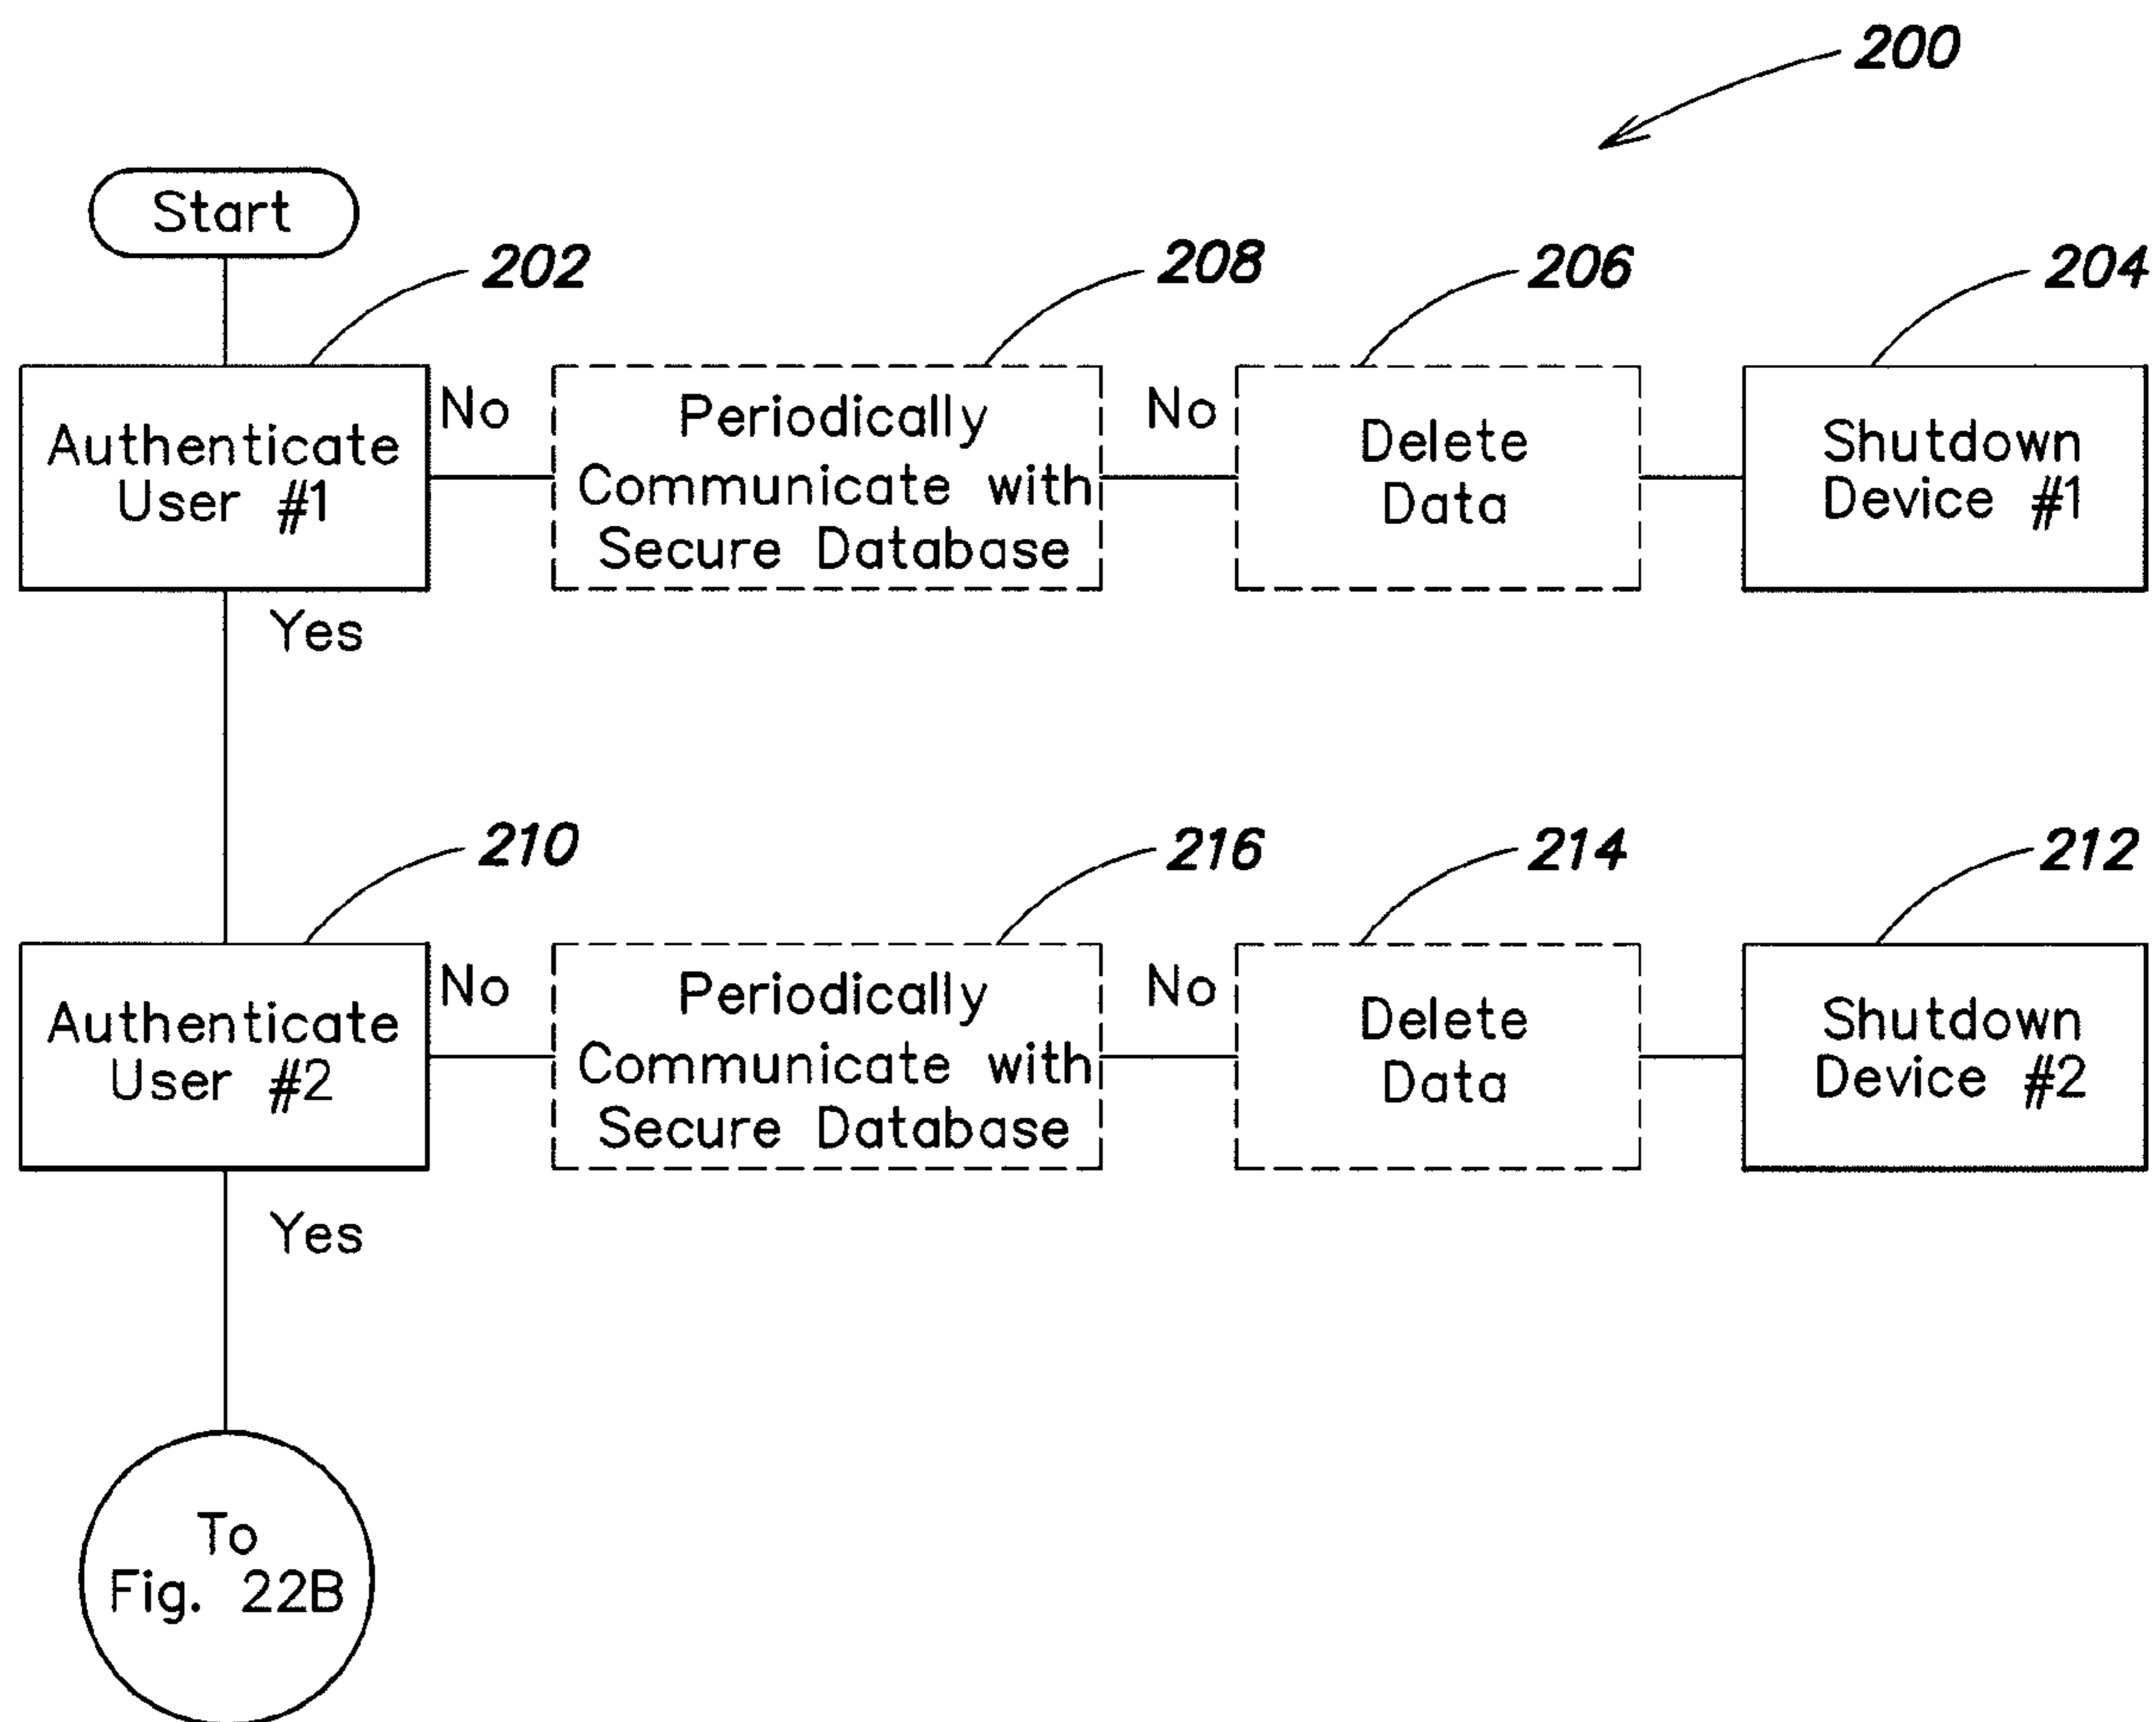 200
Start
202
208
206
204
Authenticate
User #1
No
Periodically
Communicate with
Secure Database
No
Delete
Data
Shutdown
Device #1
Yes
210
216
214
212
Authenticate
User #2
No
Periodically
Communicate with
Secure Database
No
Delete
Data
Shutdown
Device #2
Yes
To
Fig. 22B